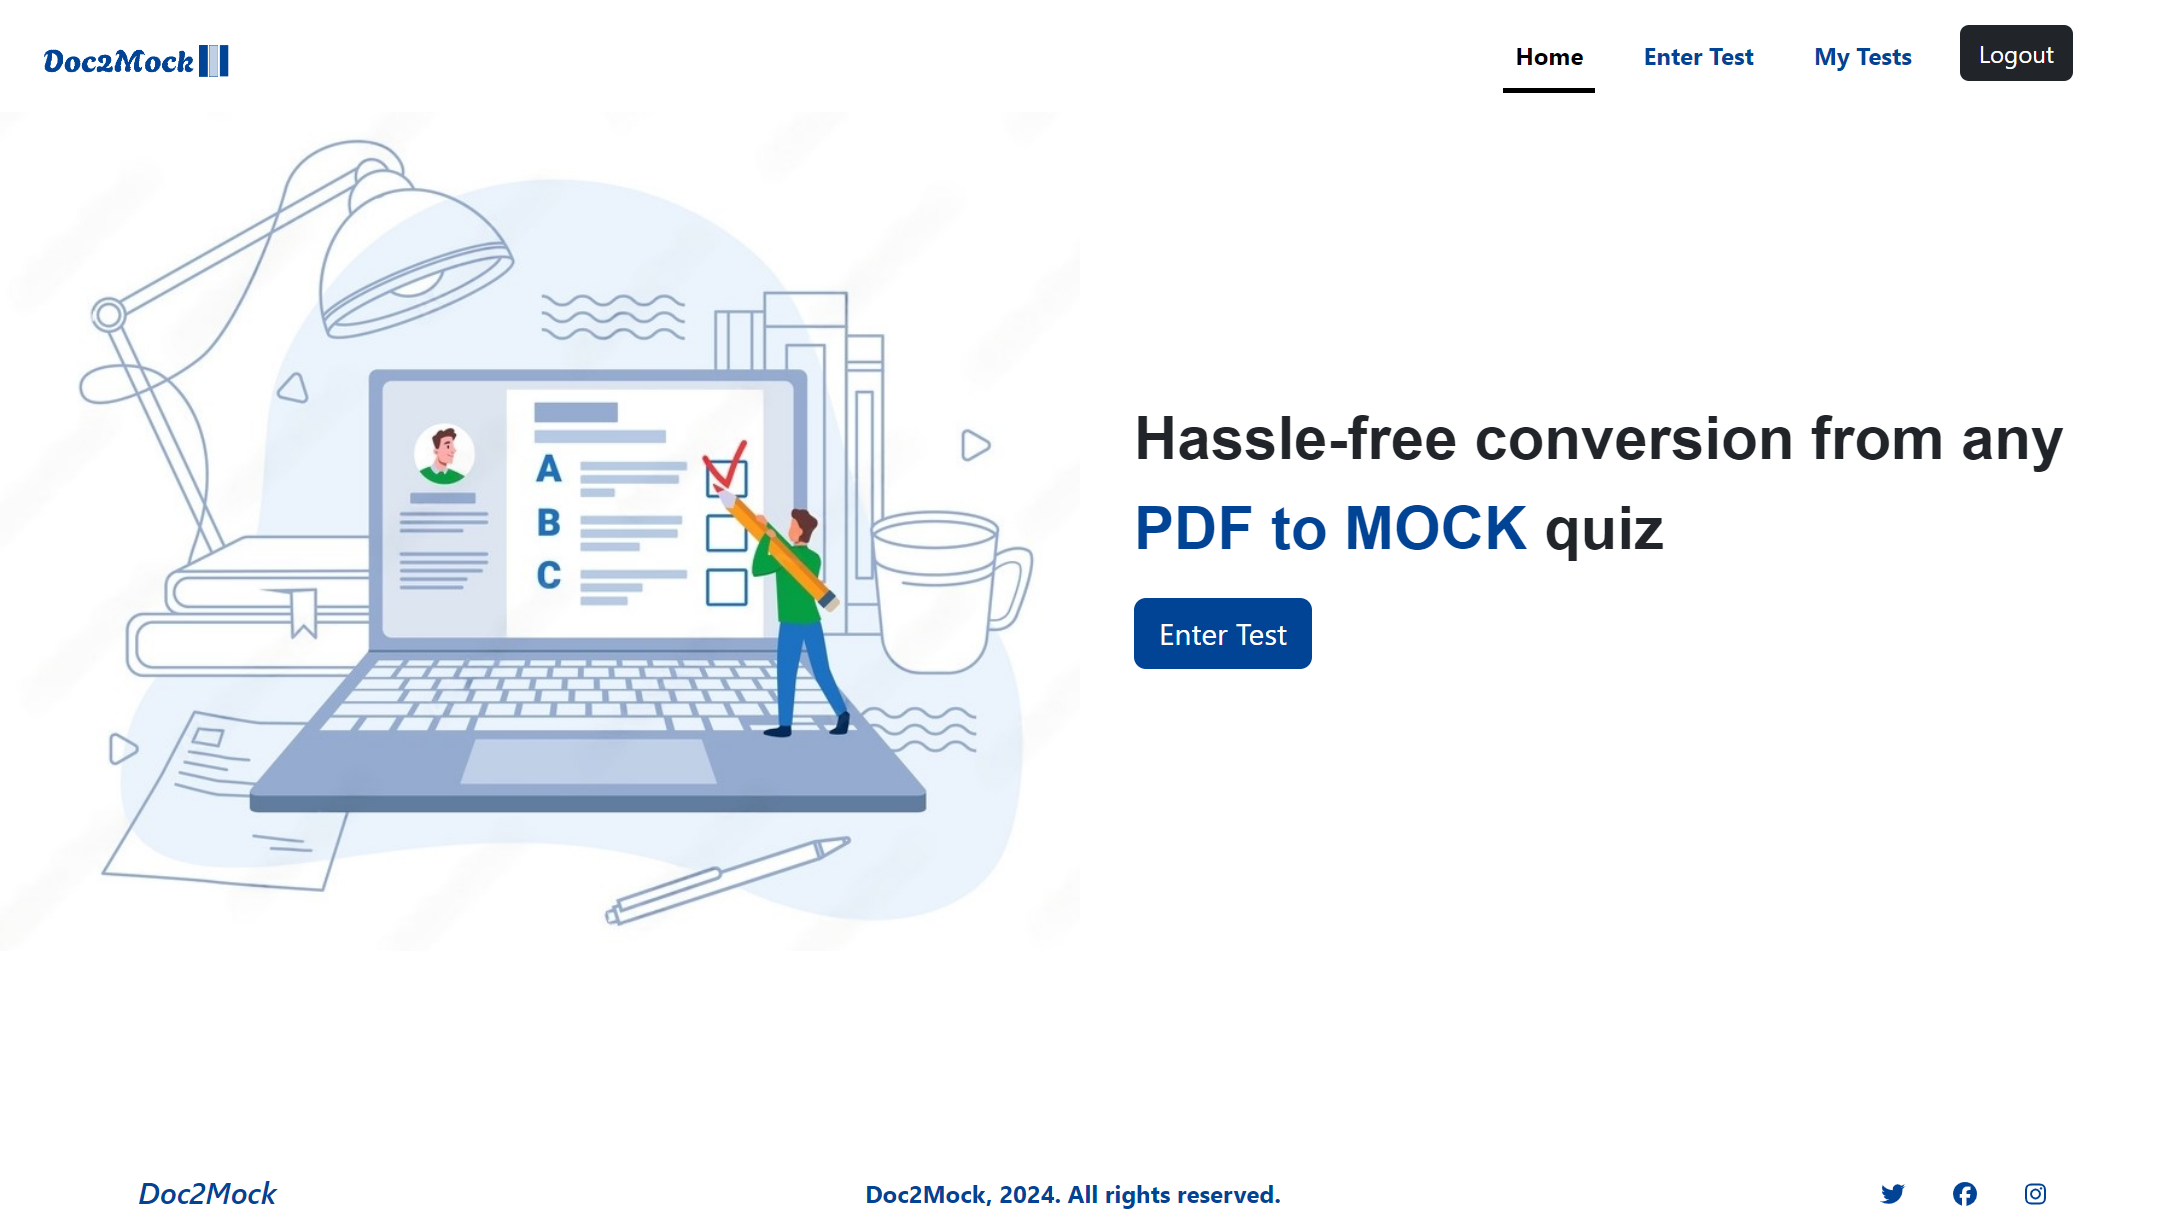 Doc2Mock
Home
Enter Test
My Tests
Logout
A
B
C
Hassle-free conversion from any
PDF to MOCK quiz
Enter Test
Doc2Mock
Doc2Mock, 2024. All rights reserved.